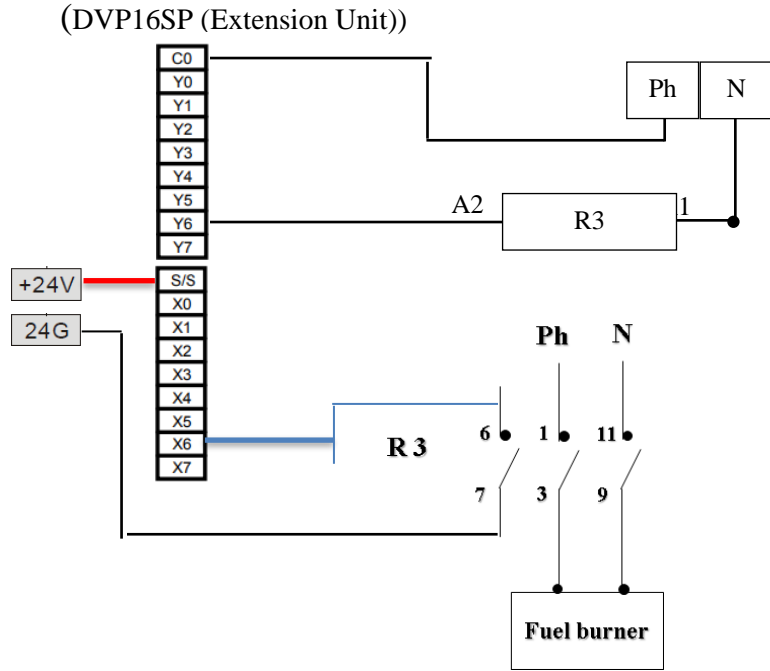 (DVP16SP (Extension Unit))
C0
Y0
Y1
Y2
Y3
Y4
Y5
Y6
Y7
Ph N
A2 R3 1
+24V
24G
S/S
X0
X1
X2
X3
X4
X5
X6
X7
Ph N
R 3
6 1 11
7 3 9
Fuel burner